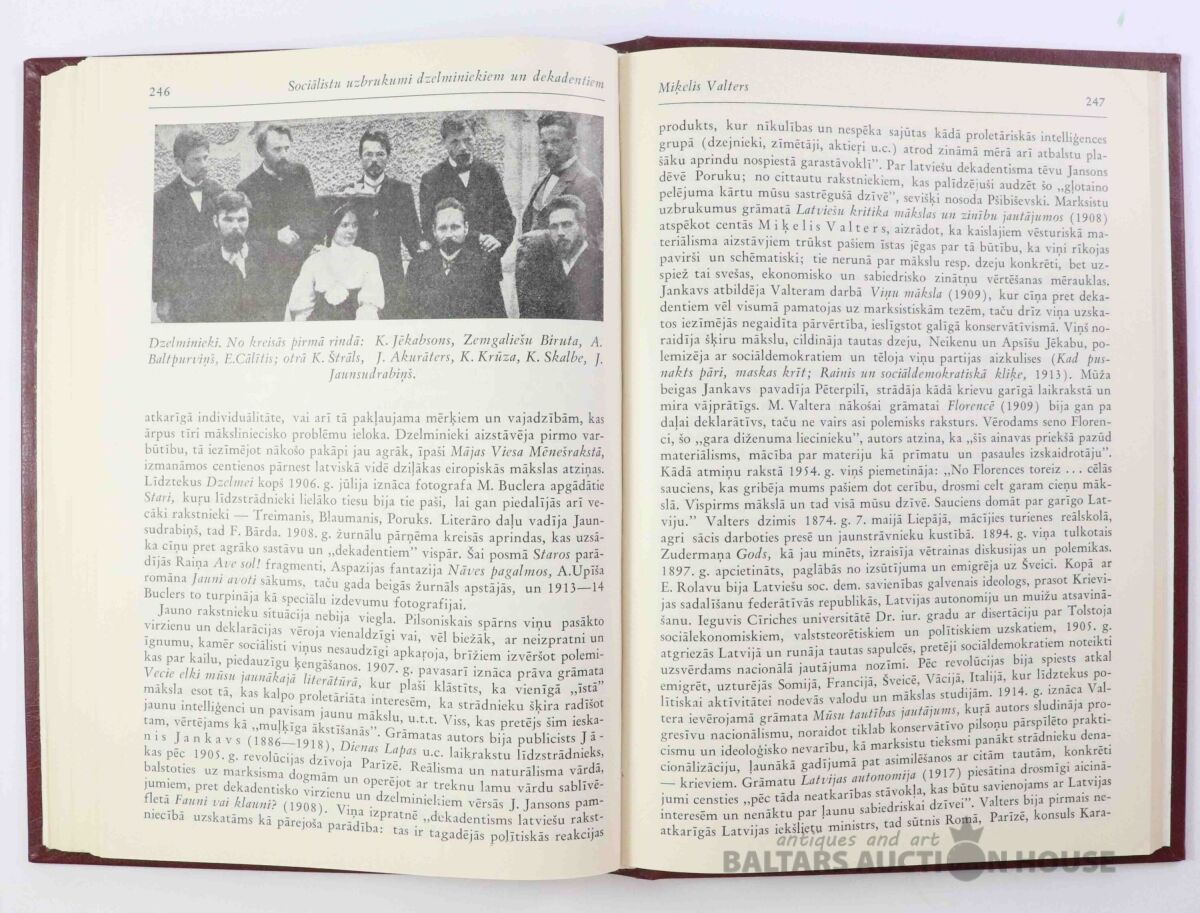 246
Sociālistu uzbrukumi dzelminiekiem un dekadentiem
Dzelminieki. No kreisās pirmā rindā: K. Jēkabsons, Zemgaliešu Biruta, A.
Baltpurviņš, E.Cālītis; otrā K. Štrāls, J. Akurāters, K. Krūza, K. Skalbe, J.
Jaunsudrabiņš.
atkarīgā individuālitāte, vai arī tā pakļaujama mērķiem un vajadzībām, kas
ārpus tīri māksliniecisko problēmu ieloka. Dzelminieki aizstāvēja pirmo var-
būtību, tā iezīmējot nākošo pakāpi jau agrāk, īpaši Mājas Viesa Mēnešrakstā,
izmanāmos centienos pārnest latviskā vidē dziļākas eiropiskās mākslas atziņas.
Līdztekus Dzelmei kopš 1906. g. jūlija iznāca fotografa M. Buclera apgādātie
Stari, kuŗu līdzstrādnieki lielāko tiesu bija tie paši, lai gan piedalījās arī ve-
cāki rakstnieki — Treimanis, Blaumanis, Poruks. Literāro daļu vadīja Jaun-
sudrabiņš, tad F. Bārda. 1908. g. žurnālu pārņēma kreisās aprindas, kas uzsā-
ka cīņu pret agrāko sastāvu un „dekadentiem” vispār. Šai posmā Staros parā-
dījās Raiņa Ave sol! fragmenti, Aspazijas fantazija Nāves pagalmos, A.Upīša
romāna Jauni avoti sākums, taču gada beigās žurnāls apstājās, un 1913—14
Buclers to turpināja kā speciālu izdevumu fotografijai.
Jauno rakstnieku situācija nebija viegla. Pilsoniskais spārns viņu pasākto
virzienu un deklarācijas vēroja vienaldzīgi vai, vēl biežāk, ar neizpratni un
īgnumu, kamēr sociālisti viņus nesaudzīgi apkaŗoja, brīžiem izvēršot polemi-
kas par kailu, piedauzīgu ķengāšanos. 1907. g. pavasarī iznāca prāva grāmata
Vecie elki mūsu jaunākajā literātūrā, kur plaši klāstīts, ka vienīgā „īstā”
māksla esot tā, kas kalpo proletāriāta interesēm, ka strādnieku šķira radīšot
jaunu intelliģenci un pavisam jaunu mākslu, u.t.t. Viss, kas pretējs šim ieska-
tam, vērtējams kā „muļķīga ākstīšanās”. Grāmatas autors bija publicists Jā-
nis Jankavs (1886—1918), Dienas Lapas u.c. laikrakstu līdzstrādnieks,
kas pēc 1905. g. revolūcijas dzīvoja Parīzē. Reālisma un naturālisma vārdā,
balstoties uz marksisma dogmām un operējot ar treknu lamu vārdu sablīvē-
jumiem, pret dekadentisko virzienu un dzelminiekiem vērsās J. Jansons pam-
fletā Fauni vai klauni? (1908). Viņa izpratnē „dekadentisms latviešu rakst-
niecībā uzskatāms kā pārejoša parādība: tas ir tagadējās polītiskās reakcijas
Miķelis Valters
247
produkts, kur nīkulības un nespēka sajūtas kādā proletāriskās intelliģences
grupā (dzejnieki, zīmētāji, aktieŗi u.c.) atrod zināmā mērā arī atbalstu pla-
šāku aprindu nospiestā garastāvoklī”. Par latviešu dekadentisma tēvu Jansons
dēvē Poruku; no cittautu rakstniekiem, kas palīdzējuši audzēt šo „gļotaino
pelējuma kārtu mūsu sastrēgušā dzīvē”, sevišķi nosoda Pšibiševski. Marksistu
uzbrukumus grāmatā Latviešu kritika mākslas un zinību jautājumos (1908)
atspēkot centās Miķelis Valters, aizrādot, ka kaislajiem vēsturiskā ma-
teriālisma aizstāvjiem trūkst pašiem īstas jēgas par tā būtību, ka viņi rīkojas
pavirši un schēmatiski; tie nerunā par mākslu resp. dzeju konkrēti, bet uz-
spiež tai svešas, ekonomisko un sabiedrisko zinātņu vērtēšanas mērauklas.
Jankavs atbildēja Valteram darbā Viņu māksla (1909), kur cīņa pret deka-
dentiem vēl visumā pamatojas uz marksistiskām tezēm, taču drīz viņa uzska-
tos iezīmējās negaidīta pārvērtība, ieslīgstot galīgā konservātīvismā. Viņš no-
raidīja šķiru mākslu, cildināja tautas dzeju, Neikenu un Apsīšu Jēkabu, po-
lemizēja ar sociāldemokratiem un tēloja viņu partijas aizkulises (Kad pus-
nakts pāri, maskas krīt; Rainis un sociāldemokratiskā kliķe, 1913). Mūža
beigas Jankavs pavadīja Pēterpilī, strādāja kādā krievu garīgā laikrakstā un
mira vājprātīgs. M. Valtera nākošai grāmatai Florencē (1909) bija gan pa
daļai deklarātīvs, taču ne vairs asi polemisks raksturs. Vērodams seno Floren-
ci, šo „gara diženuma liecinieku”, autors atzina, ka „šīs ainavas priekšā pazūd
materiālisms, mācība par materiju kā prīmatu un pasaules izskaidrotāju”.
Kādā atmiņu rakstā 1954. g. viņš piemetināja: „No Florences toreiz . . . cēlās
sauciens, kas gribēja mums pašiem dot cerību, drosmi celt garam cieņu māk-
slā. Vispirms mākslā un tad visā mūsu dzīvē. Sauciens domāt par garīgo Lat-
viju.” Valters dzimis 1874. g. 7. maijā Liepājā, mācījies turienes reālskolā,
agri sācis darboties presē un jaunstrāvnieku kustībā. 1894. g. viņa tulkotais
Zudermaņa Gods, kā jau minēts, izraisīja vētrainas diskusijas un polemikas.
1897. g. apcietināts, paglābās no izsūtījuma un emigrēja uz Šveici. Kopā ar
E. Rolavu bija Latviešu soc. dem. savienības galvenais ideologs, prasot Krievi-
jas sadalīšanu federātīvās republikās, Latvijas autonomiju un muižu atsavinā-
šanu. Ieguvis Cīriches universitātē Dr. iur. gradu ar disertāciju par Tolstoja
sociālekonomiskiem, valststeorētiskiem un polītiskiem uzskatiem, 1905. g.
atgriezās Latvijā un runāja tautas sapulcēs, pretēji sociāldemokratiem noteikti
uzsvērdams nacionālā jautājuma nozīmi. Pēc revolūcijas bija spiests atkal
emigrēt, uzturējās Somijā, Francijā, Šveicē, Vācijā, Italijā, kur līdztekus po-
lītiskai aktivitātei nodevās valodu un mākslas studijām. 1914. g. iznāca Val-
tera ievērojamā grāmata Mūsu tautības jautājums, kuŗā autors sludināja pro-
gresīvu nacionālismu, noraidot tiklab konservātīvo pilsoņu pārspīlēto prakti-
cismu un ideoloģisko nevarību, kā marksistu tieksmi panākt strādnieku dena-
cionālizāciju, ļaunākā gadījumā pat asimilēšanos ar citām tautām, konkrēti
— krieviem. Grāmatu Latvijas autonomija (1917) piesātina drosmīgi aicinā-
jumi censties „pēc tāda neatkarības stāvokļa, kas būtu savienojams ar Latvijas
interesēm un nenāktu par ļaunu sabiedriskai dzīvei”. Valters bija pirmais ne-
atkarīgās Latvijas iekšlietu ministrs, tad sūtnis Romā, Parīzē, konsuls Kara-
antiques and art
BALTARS AUCTION HOUSE